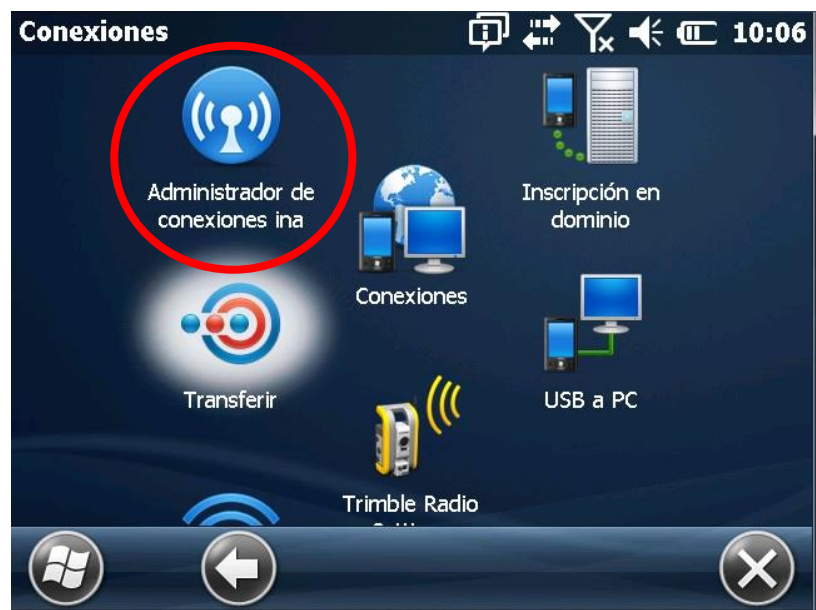 Conexiones
10:06
Administrador de
conexiones ina
Inscripción en
dominio
Conexiones
Transferir
USB a PC
Trimble Radio